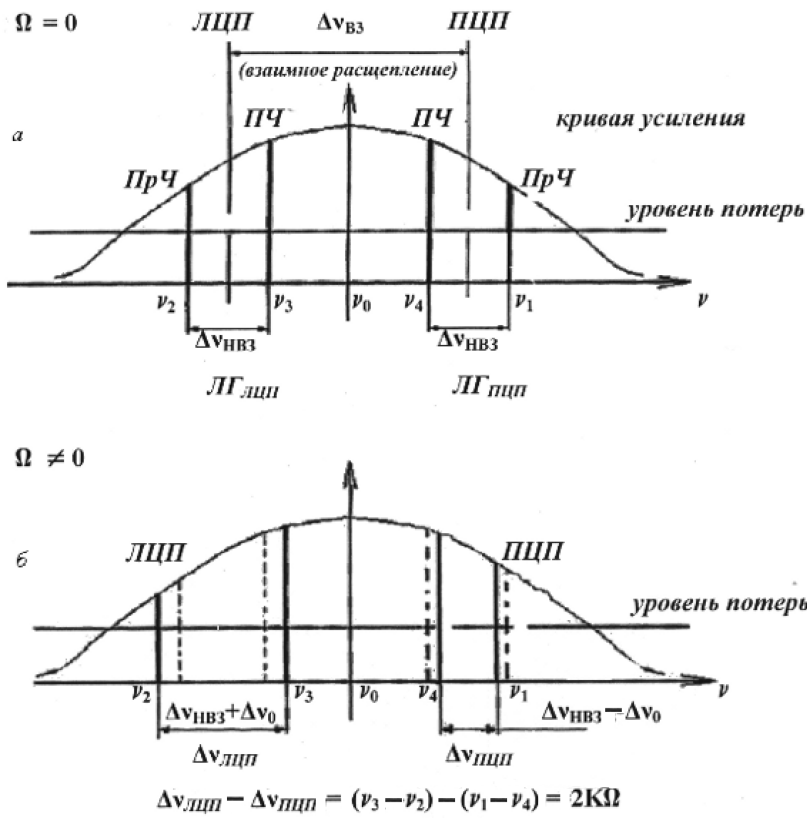 Ω = 0
ЛЦП Δν_ВЗ ПЦП
(взаимное расщепление)
а
ПЧ ПЧ кривая усиления
ПрЧ ПрЧ
уровень потерь
ν₂ ν₃ ν₀ ν₄ ν₁ ν
Δν_НВЗ Δν_НВЗ
ЛГ_ЛЦП ЛГ_ПЦП
Ω ≠ 0
б
ЛЦП ПЦП
уровень потерь
ν₂ ν₃ ν₀ ν₄ ν₁ ν
Δν_НВЗ+Δν₀ Δν_НВЗ−Δν₀
Δν_ЛЦП Δν_ПЦП
Δν_ЛЦП − Δν_ПЦП = (ν₃−ν₂)−(ν₁−ν₄) = 2KΩ